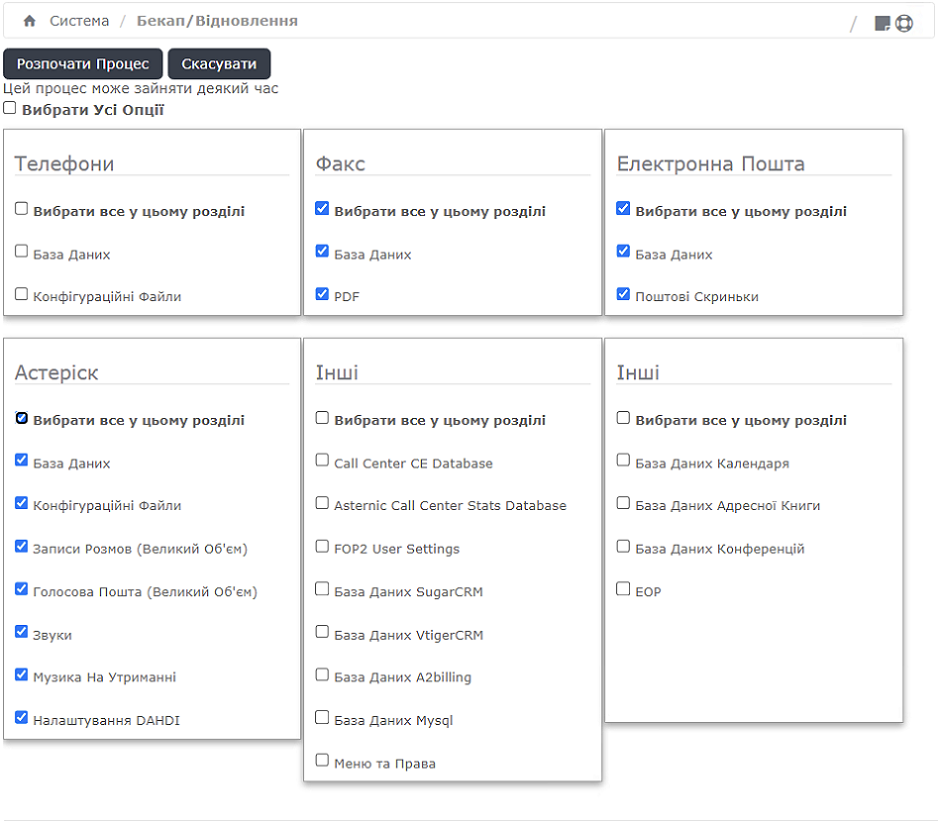 Система / Бекап/Відновлення /
Розпочати Процес Скасувати
Цей процес може зайняти деякий час
Вибрати Усі Опції
Телефони
Вибрати все у цьому розділі
База Даних
Конфігураційні Файли
Факс
Вибрати все у цьому розділі
База Даних
PDF
Електронна Пошта
Вибрати все у цьому розділі
База Даних
Поштові Скриньки
Астеріск
Вибрати все у цьому розділі
База Даних
Конфігураційні Файли
Записи Розмов (Великий Об'єм)
Голосова Пошта (Великий Об'єм)
Звуки
Музика На Утриманні
Налаштування DAHDI
Інші
Вибрати все у цьому розділі
Call Center CE Database
Asternic Call Center Stats Database
FOP2 User Settings
База Даних SugarCRM
База Даних VtigerCRM
База Даних A2billing
База Даних Mysql
Меню та Права
Інші
Вибрати все у цьому розділі
База Даних Календаря
База Даних Адресної Книги
База Даних Конференцій
EOP